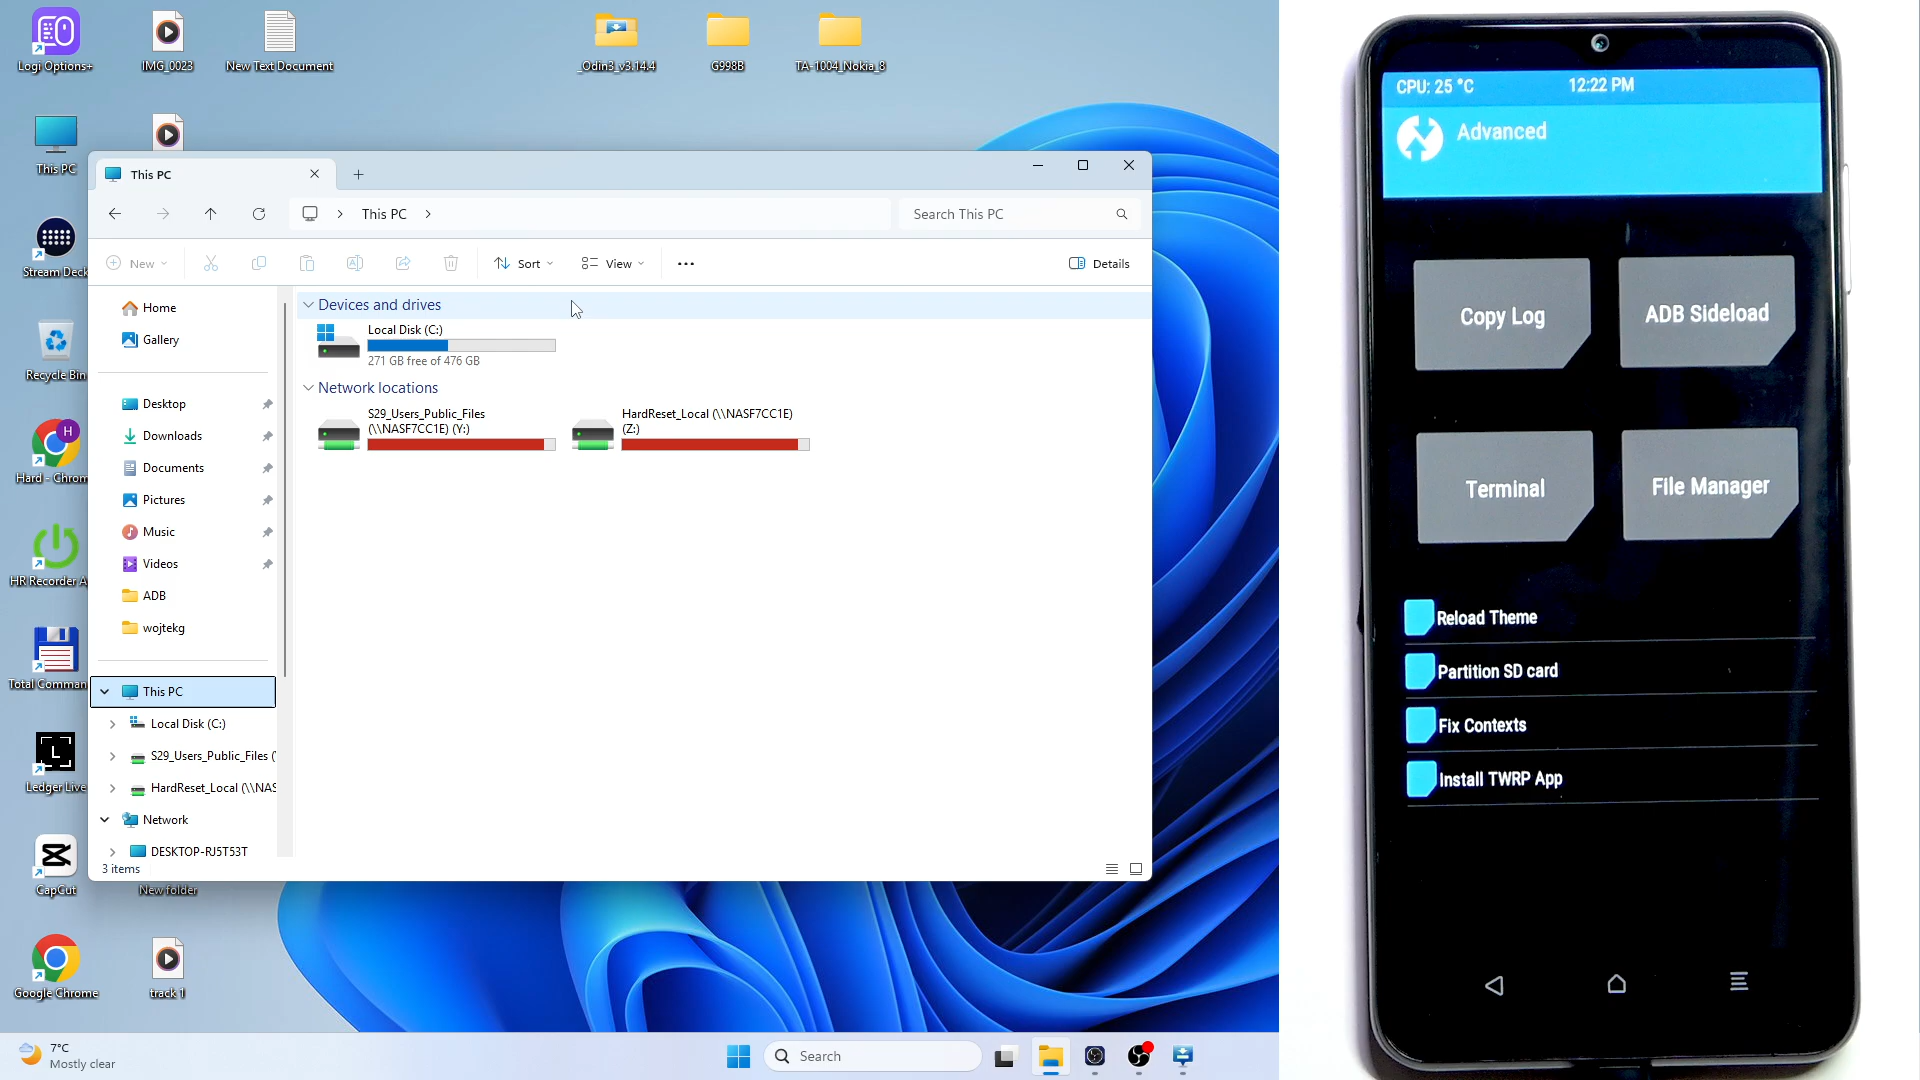 Logi Options+
IMG_0023
New Text Document
_Odin3_v3.14.4
G998B
TA-1004_Nokia_8
This PC
Stream Deck
Recycle Bin
H
Hard - Chrom
HR Recorder A
Total Comman
L
Ledger Live
CapCut
New folder
Google Chrome
track 1
This PC
This PC
Search This PC
New
Sort
View
Details
Home
Gallery
Desktop
Downloads
Documents
Pictures
Music
Videos
ADB
wojtekg
This PC
Local Disk (C:)
S29_Users_Public_Files (
HardReset_Local (\\NAS
Network
DESKTOP-RJ5T53T
3 items
Devices and drives
Local Disk (C:)
271 GB free of 476 GB
Network locations
S29_Users_Public_Files
(\\NASF7CC1E) (Y:)
HardReset_Local (\\NASF7CC1E)
(Z:)
7°C
Mostly clear
Search
CPU: 25 °C
12:22 PM
Advanced
Copy Log
ADB Sideload
Terminal
File Manager
Reload Theme
Partition SD card
Fix Contexts
Install TWRP App